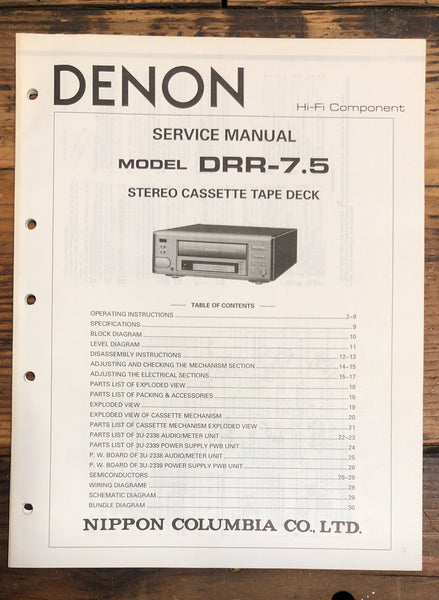 DENON
Hi-Fi Component
SERVICE MANUAL
MODEL DRR-7.5
STEREO CASSETTE TAPE DECK
TABLE OF CONTENTS
OPERATING INSTRUCTIONS 2~9
SPECIFICATIONS 9
BLOCK DIAGRAM 10
LEVEL DIAGRAM 11
DISASSEMBLY INSTRUCTIONS 12~13
ADJUSTING AND CHECKING THE MECHANISM SECTION 14~15
ADJUSTING THE ELECTRICAL SECTIONS 15~17
PARTS LIST OF EXPLODED VIEW 18
PARTS LIST OF PACKING & ACCESSORIES 18
EXPLODED VIEW 19
EXPLODED VIEW OF CASSETTE MECHANISM 20
PARTS LIST OF CASSETTE MECHANISM EXPLODED VIEW 21
PARTS LIST OF 3U-2338 AUDIO/METER UNIT 22~23
PARTS LIST OF 3U-2339 POWER SUPPLY PWB UNIT 24
P. W. BOARD OF 3U-2338 AUDIO/METER UNIT 25
P. W. BOARD OF 3U-2339 POWER SUPPLY PWB UNIT 26
SEMICONDUCTORS 26~28
WIRING DIAGRAME 28
SCHEMATIC DIAGRAM 29
BUNDLE DIAGRAM 30
NIPPON COLUMBIA CO., LTD.